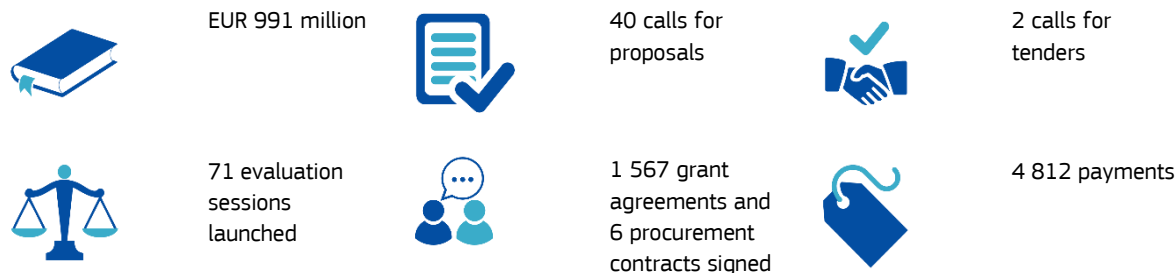 EUR 991 million
40 calls for
proposals
2 calls for
tenders
71 evaluation
sessions
launched
1 567 grant
agreements and
6 procurement
contracts signed
4 812 payments